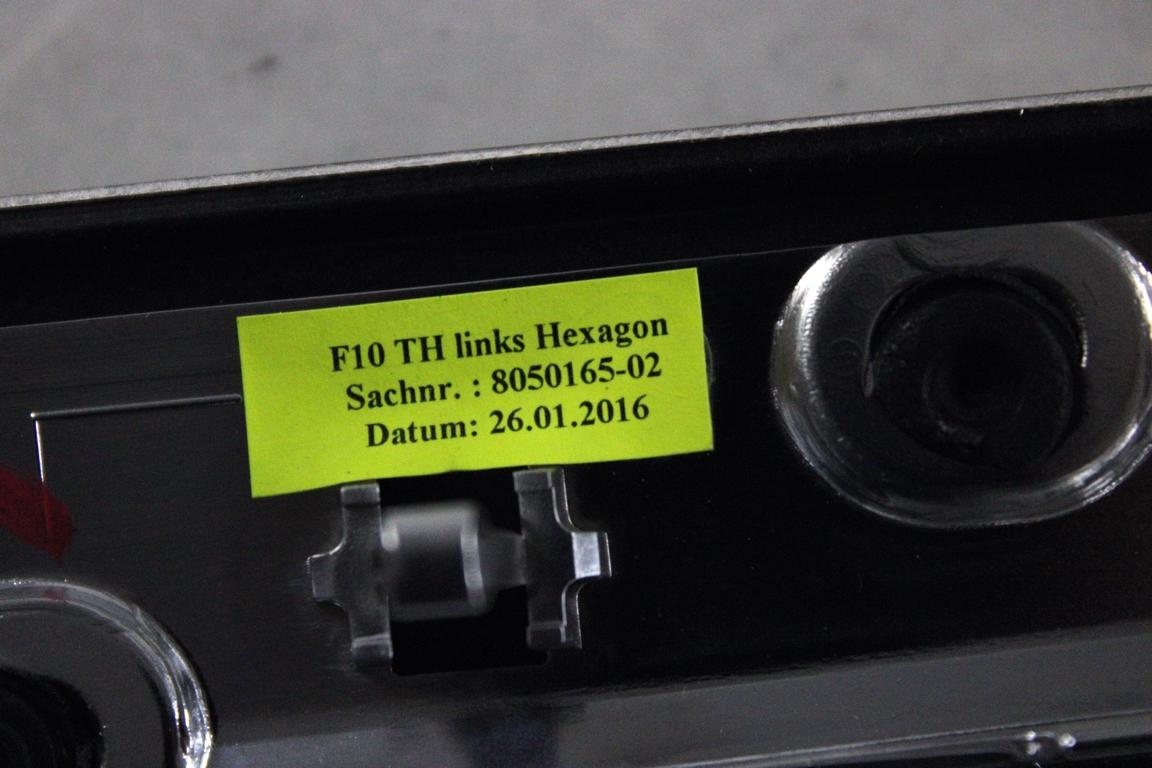 F10 TH links Hexagon
Sachnr. : 8050165-02
Datum: 26.01.2016